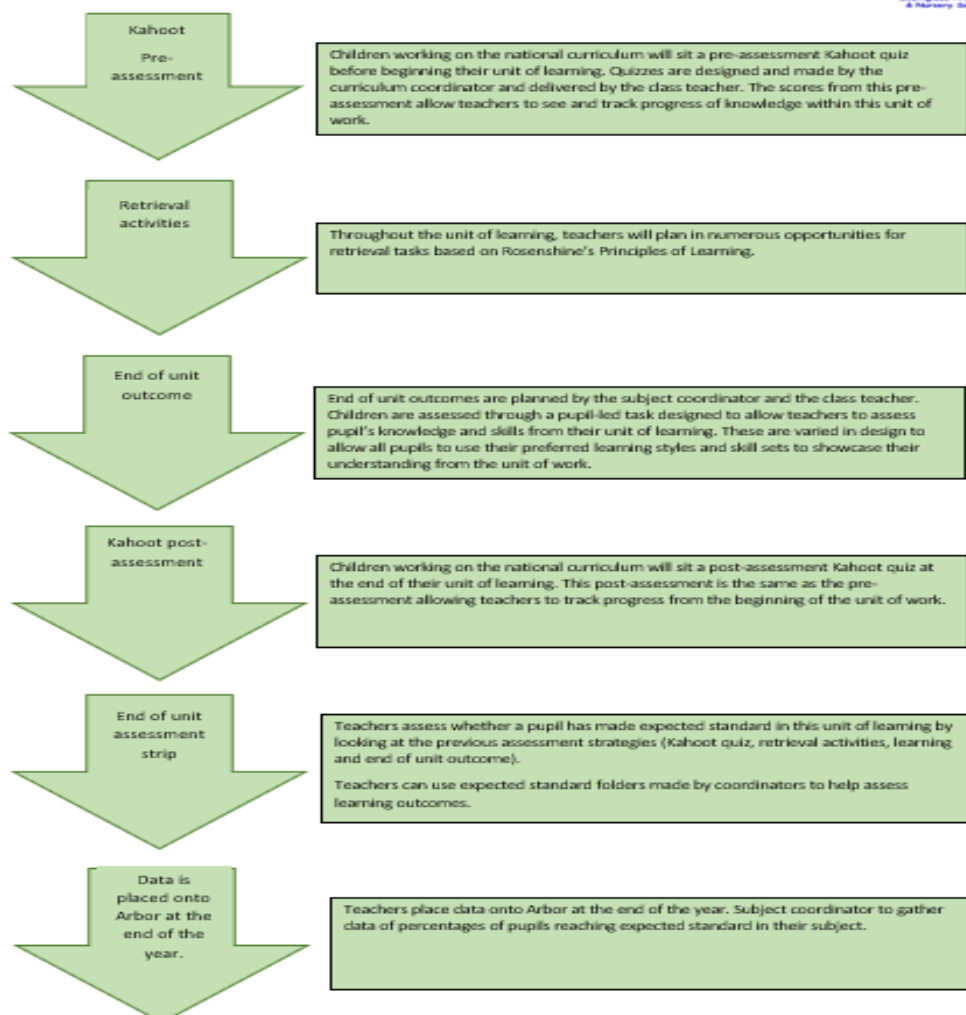 & Nursery Sc
Kahoot
Pre-
assessment
Children working on the national curriculum will sit a pre-assessment Kahoot quiz
before beginning their unit of learning. Quizzes are designed and made by the
curriculum coordinator and delivered by the class teacher. The scores from this pre-
assessment allow teachers to see and track progress of knowledge within this unit of
work.
Retrieval
activities
Throughout the unit of learning, teachers will plan in numerous opportunities for
retrieval tasks based on Rosenshine's Principles of Learning.
End of unit
outcome
End of unit outcomes are planned by the subject coordinator and the class teacher.
Children are assessed through a pupil-led task designed to allow teachers to assess
pupil's knowledge and skills from their unit of learning. These are varied in design to
allow all pupils to use their preferred learning styles and skill sets to showcase their
understanding from the unit of work.
Kahoot post-
assessment
Children working on the national curriculum will sit a post-assessment Kahoot quiz at
the end of their unit of learning. This post-assessment is the same as the pre-
assessment allowing teachers to track progress from the beginning of the unit of work.
End of unit
assessment
strip
Teachers assess whether a pupil has made expected standard in this unit of learning by
looking at the previous assessment strategies (Kahoot quiz, retrieval activities, learning
and end of unit outcome).
Teachers can use expected standard folders made by coordinators to help assess
learning outcomes.
Data is
placed onto
Arbor at the
end of the
year.
Teachers place data onto Arbor at the end of the year. Subject coordinator to gather
data of percentages of pupils reaching expected standard in their subject.